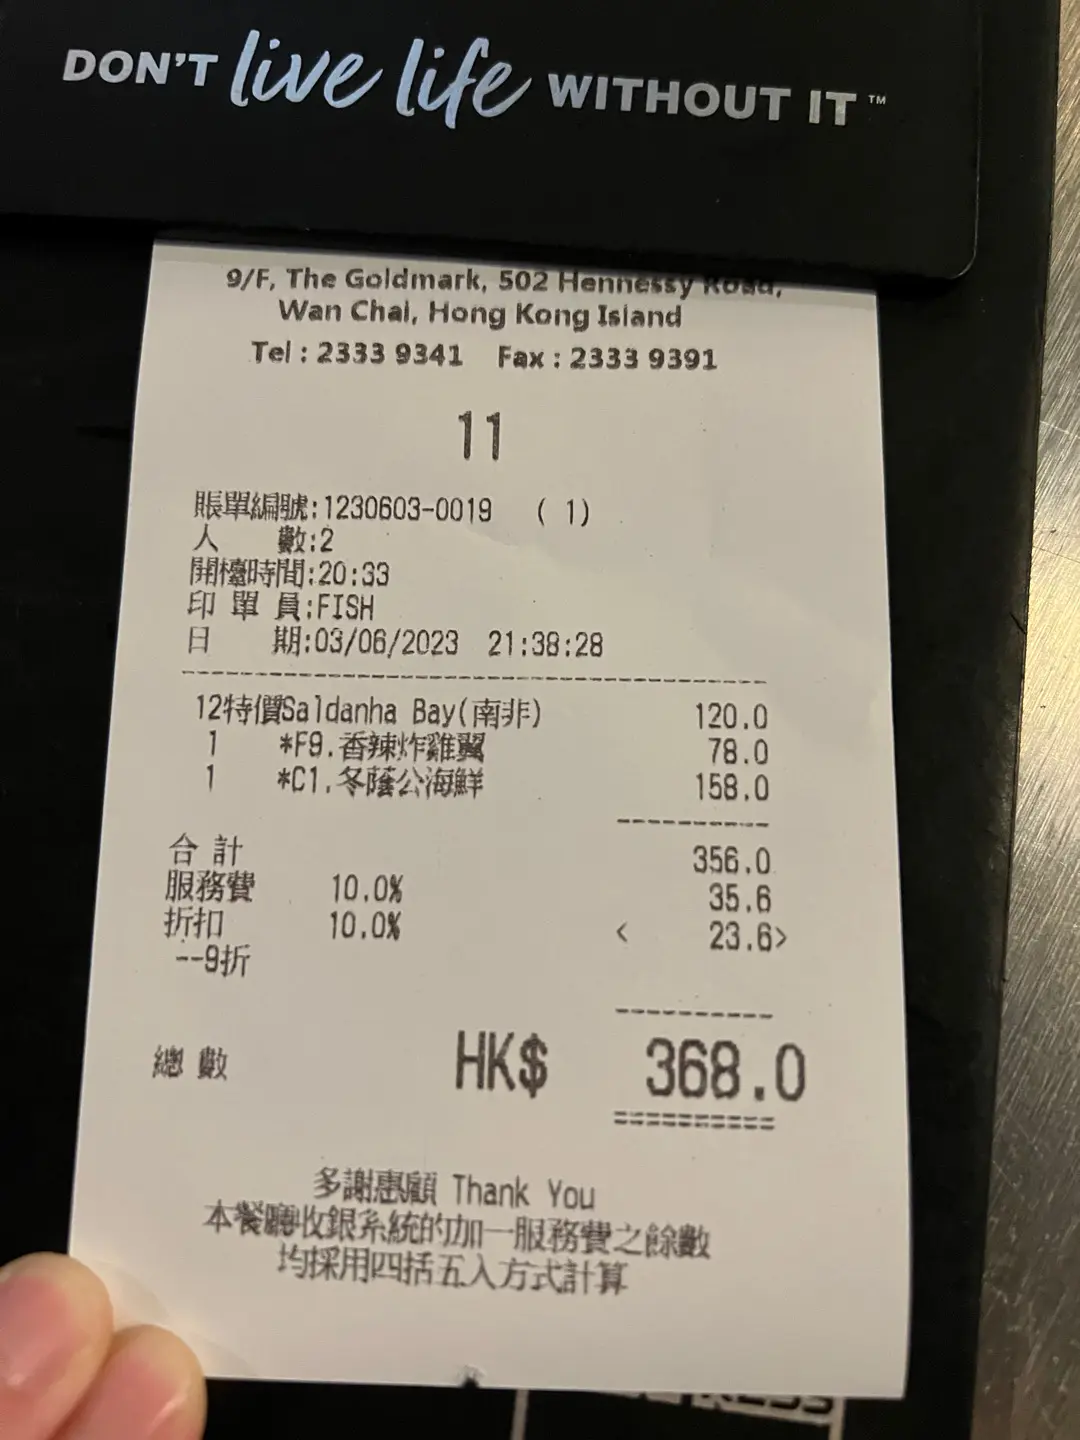 DON'T live life WITHOUT IT™
9/F, The Goldmark, 502 Hennessy Road,
Wan Chai, Hong Kong Island
Tel : 2333 9341 Fax : 2333 9391
11
賬單編號:1230603-0019 ( 1)
人 數:2
開檯時間:20:33
印 單 員:FISH
日 期:03/06/2023 21:38:28
12特價Saldanha Bay(南非) 120.0
1 *F9.香辣炸雞翼 78.0
1 *C1.冬蔭公海鮮 158.0
合 計 356.0
服務費 10.0% 35.6
折扣 10.0% < 23.6>
--9折
總 數 HK$ 368.0
多謝惠顧 Thank You
本餐廳收銀系統的加一服務費之餘數
均採用四括五入方式計算